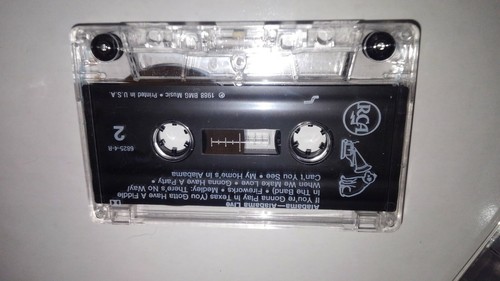 Alabama—Alabama Live
If You're Gonna Play In Texas (You Gotta Have A Fiddle
In The Band) • Fireworks • Medley: There's No Way/
When We Make Love • Gonna Have A Party •
Can't You See • My Home's In Alabama
RCA
2
6825-4-R
℗ 1988 BMG Music • Printed in U.S.A.